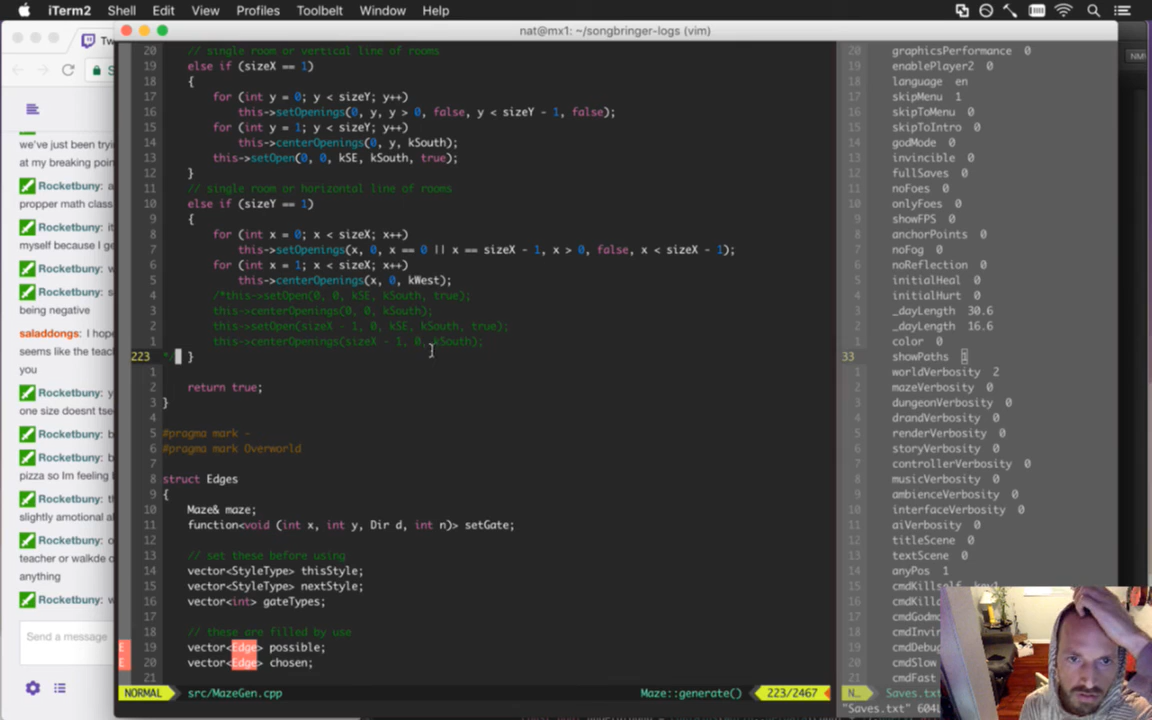 iTerm2 Shell Edit View Profiles Toolbelt Window Help
nat@mx1: ~/songbringer-logs (vim)
we've just been
at my breaking
Rocketbuny:
propper math class
Rocketbuny:
myself because I
Rocketbuny:
Rocketbuny:
being negative
saladdongs: I
seems like the
you
one size doesnt
Rocketbuny:
Rocketbuny:
pizza so Im feeling
Rocketbuny:
slightly amotional
Rocketbuny:
teacher or walkde
anything
Rocketbuny:
Send a message
20 // single room or vertical line of rooms
19 else if (sizeX == 1)
18 {
17 for (int y = 0; y < sizeY; y++)
16 this->setOpenings(0, y, y > 0, false, y < sizeY - 1, false);
15 for (int y = 1; y < sizeY; y++)
14 this->centerOpenings(0, y, kSouth);
13 this->setOpen(0, 0, kSE, kSouth, true);
12 }
11 // single room or horizontal line of rooms
10 else if (sizeY == 1)
9 {
8 for (int x = 0; x < sizeX; x++)
7 this->setOpenings(x, 0, x == 0 || x == sizeX - 1, x > 0, false, x < sizeX - 1);
6 for (int x = 1; x < sizeX; x++)
5 this->centerOpenings(x, 0, kWest);
4 /*this->setOpen(0, 0, kSE, kSouth, true);
3 this->centerOpenings(0, 0, kSouth);
2 this->setOpen(sizeX - 1, 0, kSE, kSouth, true);
1 this->centerOpenings(sizeX - 1, 0, kSouth);
223 */ }
1
2 return true;
3 }
4
5 #pragma mark -
6 #pragma mark Overworld
7
8 struct Edges
9 {
10 Maze& maze;
11 function<void (int x, int y, Dir d, int n)> setGate;
12
13 // set these before using
14 vector<StyleType> thisStyle;
15 vector<StyleType> nextStyle;
16 vector<int> gateTypes;
17
18 // these are filled by use
E 19 vector<Edge> possible;
E 20 vector<Edge> chosen;
21
NORMAL src/MazeGen.cpp Maze::generate() 223/2467
20 graphicsPerformance 0
19 enablePlayer2 0
18 language en
17 skipMenu 1
16 skipToMenu 0
15 skipToIntro 0
14 godMode 0
13 invincible 0
12 fullSaves 0
11 noFoes 0
10 onlyFoes 0
9 showFPS 0
8 anchorPoints 0
7 noFog 0
6 noReflection 0
5 initialHeal 0
4 initialHurt 0
3 _dayLength 30.6
2 _dayLength 16.6
1 color 0
33 showPaths 1
1 worldVerbosity 2
2 mazeVerbosity 0
3 dungeonVerbosity 0
4 drandVerbosity 0
5 renderVerbosity 0
6 storyVerbosity 0
7 controllerVerbosity 0
8 musicVerbosity 0
9 ambienceVerbosity 0
10 interfaceVerbosity 0
11 aiVerbosity 0
12 titleScene 0
13 textScene 0
14 anyPos 1
15 cmdKillself
16
17 cmdGodmo
18 cmdInvin
19 cmdDebug
20 cmdSlow
21 cmdFast
N... Saves.txt
"Saves.txt" 604L